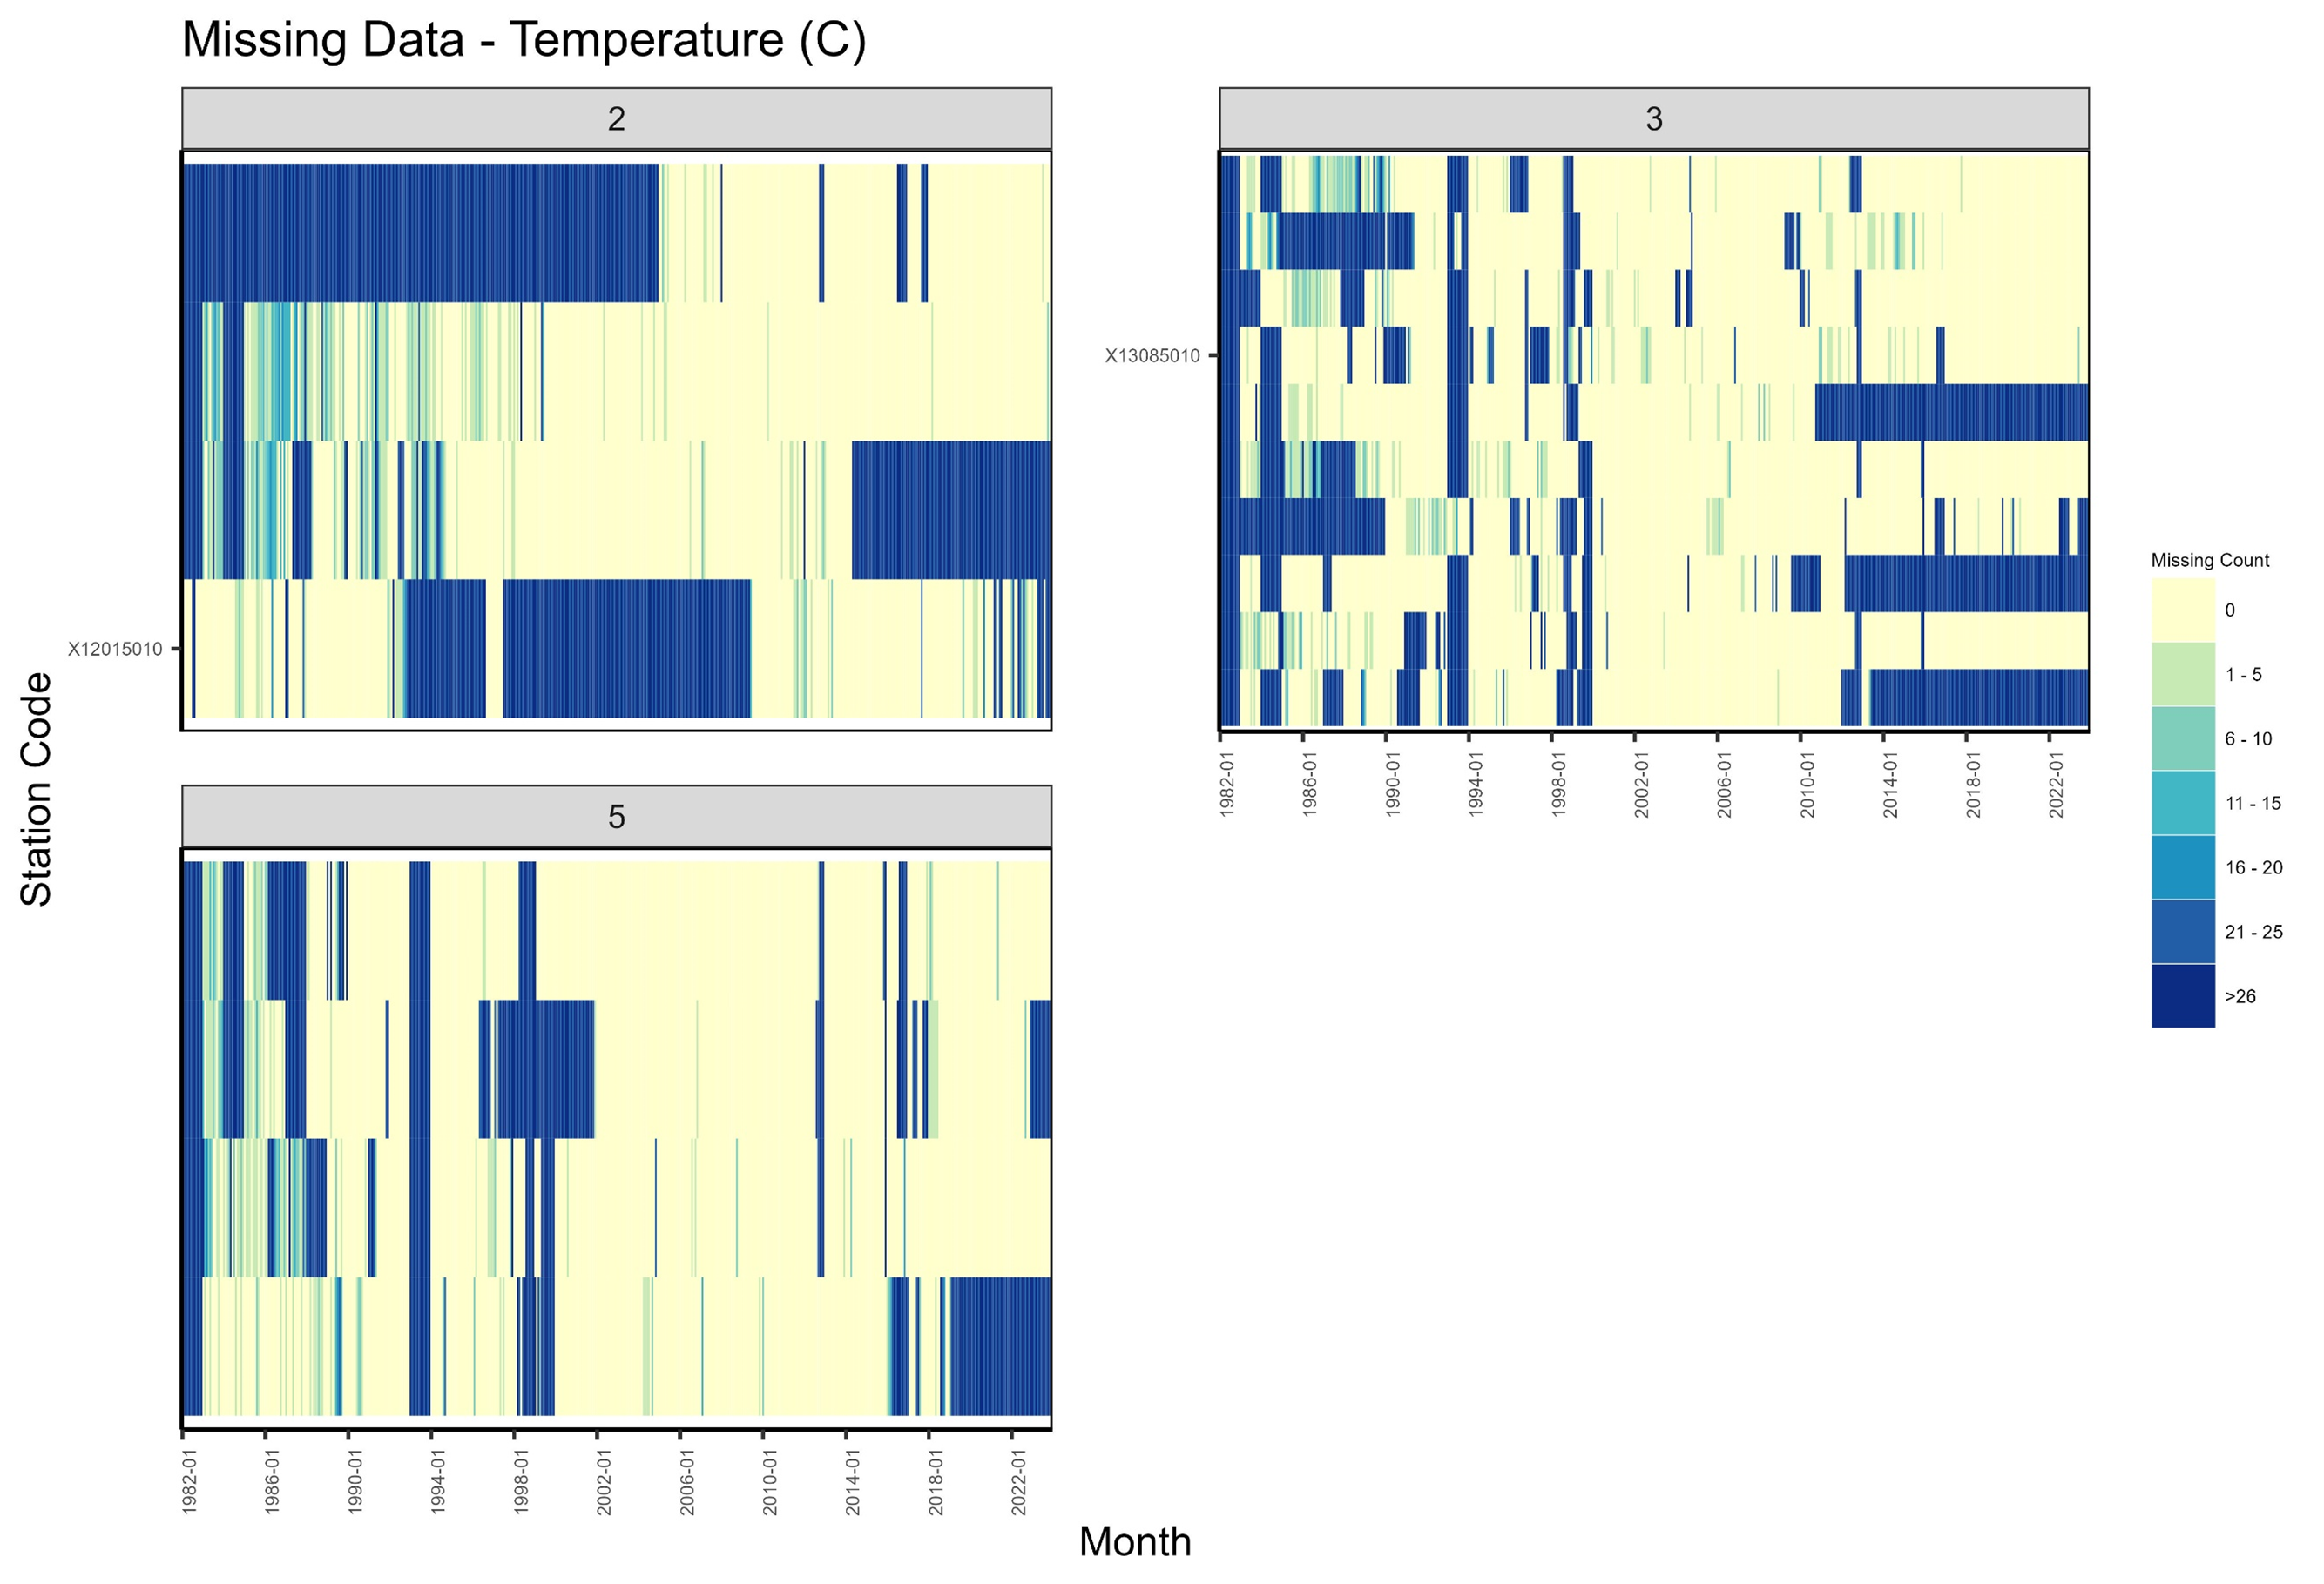 Missing Data - Temperature (C)
2
3
X12015010
X13085010
1982-01
1986-01
1990-01
1994-01
1998-01
2002-01
2006-01
2010-01
2014-01
2018-01
2022-01
Missing Count
0
1 - 5
6 - 10
11 - 15
16 - 20
21 - 25
>26
Station Code
5
1982-01
1986-01
1990-01
1994-01
1998-01
2002-01
2006-01
2010-01
2014-01
2018-01
2022-01
Month